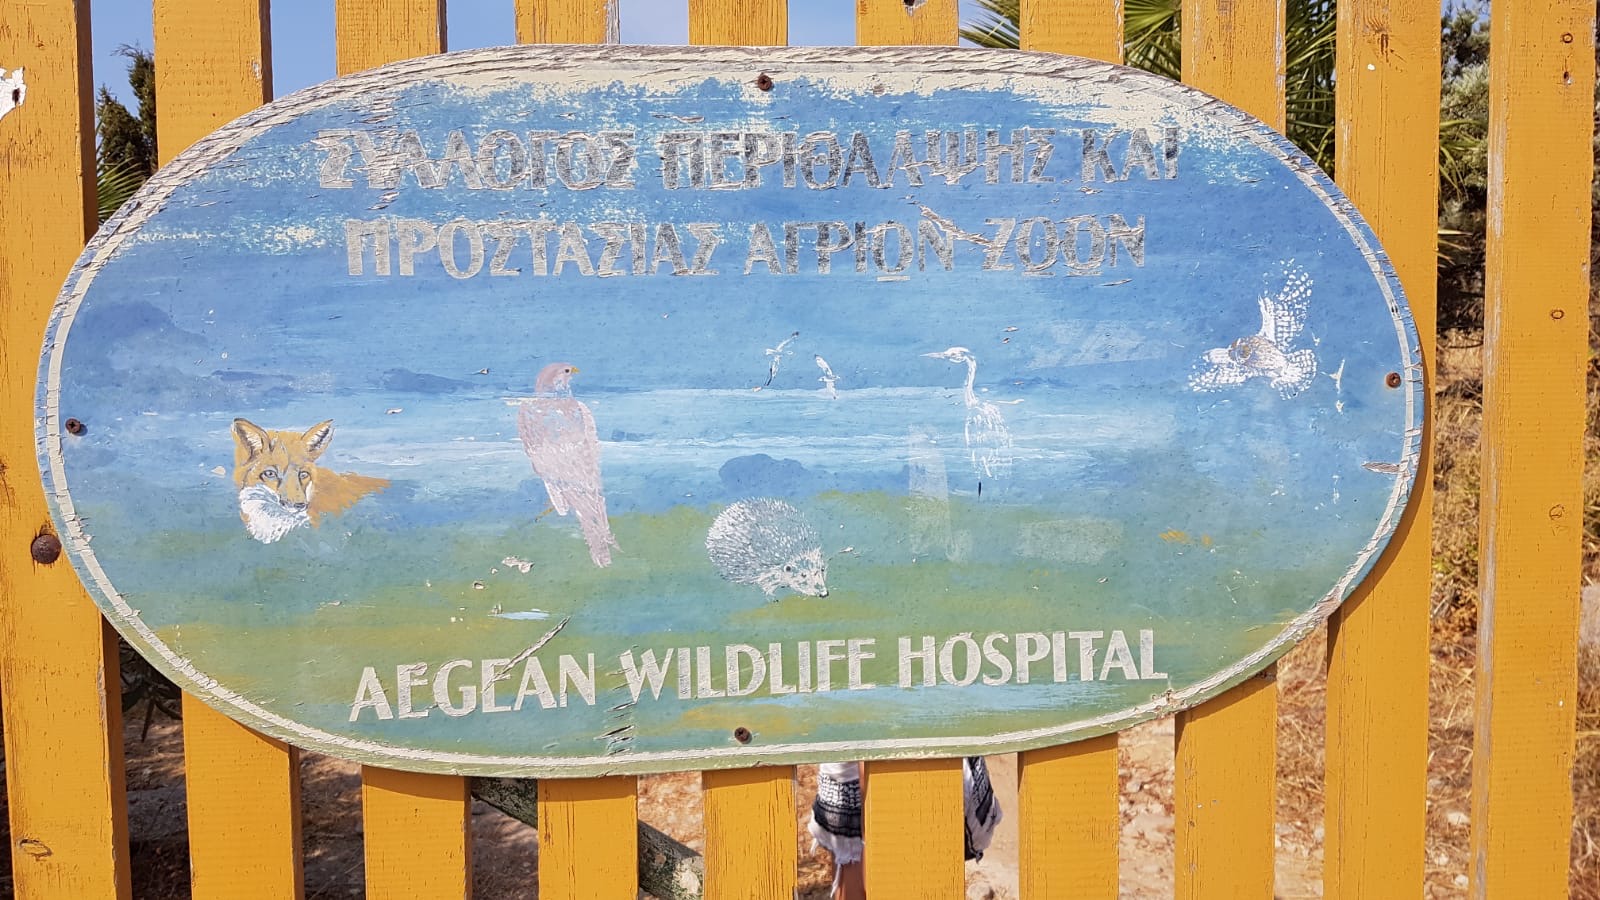 ΣΥΛΛΟΓΟΣ ΠΕΡΙΘΑΛΨΗΣ ΚΑΙ
ΠΡΟΣΤΑΣΙΑΣ ΑΓΡΙΩΝ ΖΩΩΝ
AEGEAN WILDLIFE HOSPITAL